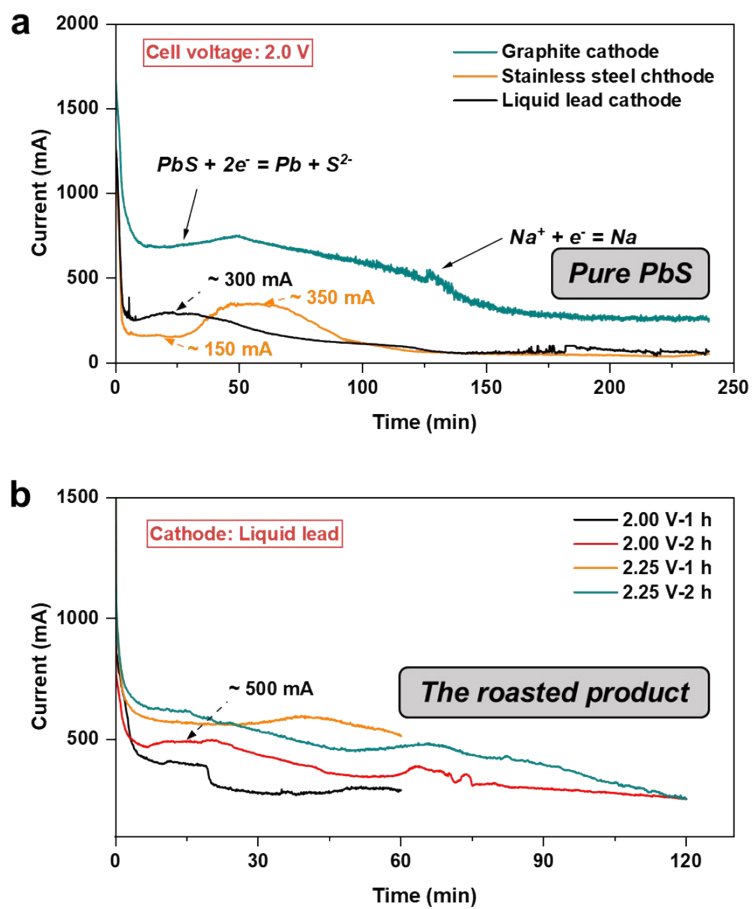 a
Cell voltage: 2.0 V
Graphite cathode
Stainless steel chthode
Liquid lead cathode
PbS + 2e⁻ = Pb + S²⁻
Na⁺ + e⁻ = Na
Pure PbS
~ 300 mA
~ 350 mA
~ 150 mA
2000
1500
1000
500
0
Current (mA)
0 50 100 150 200 250
Time (min)
b
Cathode: Liquid lead
2.00 V-1 h
2.00 V-2 h
2.25 V-1 h
2.25 V-2 h
~ 500 mA
The roasted product
1500
1000
500
Current (mA)
0 30 60 90 120
Time (min)